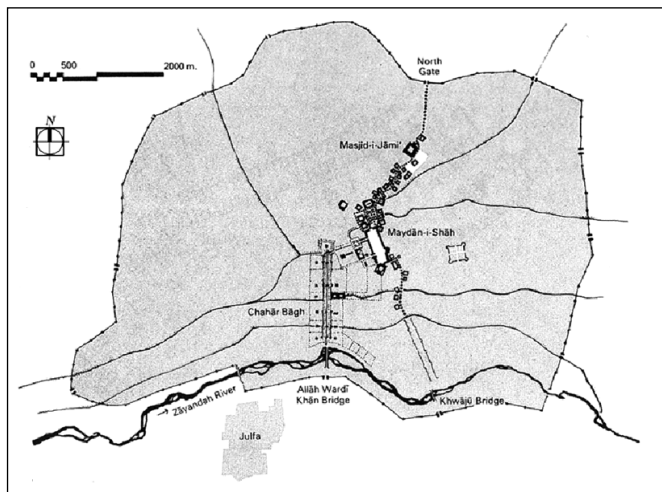 0 500 2000 m.
N
North
Gate
Masjid-i-Jāmi'
Maydān-i-Shāh
Chahār Bāgh
→ Zāyandah River
Allāh Wardī
Khān Bridge
Khwājū Bridge
Julfa